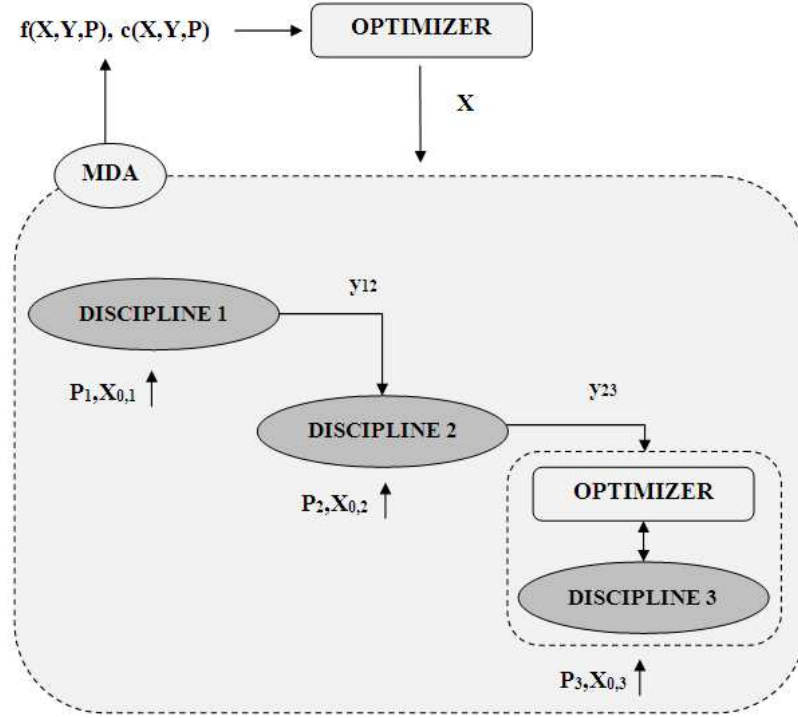 f(X,Y,P), c(X,Y,P)
OPTIMIZER
X
MDA
y12
DISCIPLINE 1
P1,X0,1
y23
DISCIPLINE 2
P2,X0,2
OPTIMIZER
DISCIPLINE 3
P3,X0,3